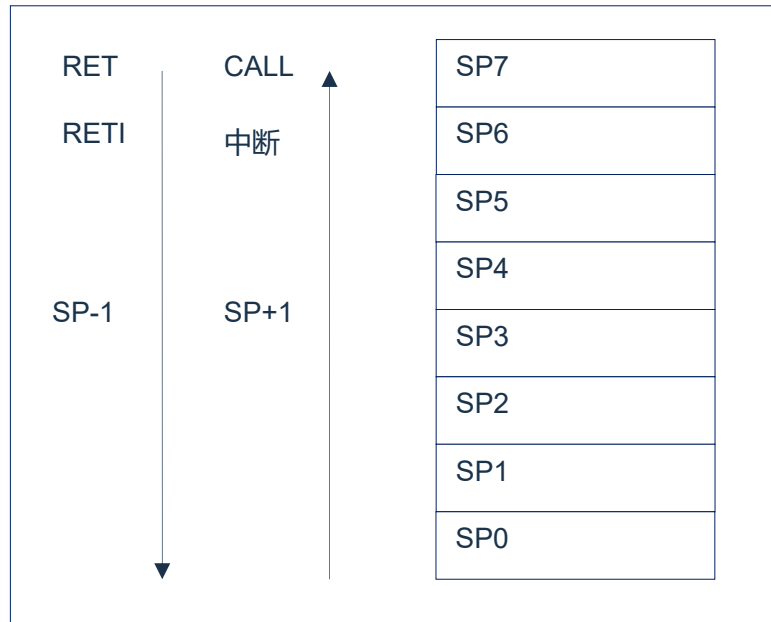 RET CALL SP7
RETI 中断 SP6
SP5
SP4
SP-1 SP+1
SP3
SP2
SP1
SP0